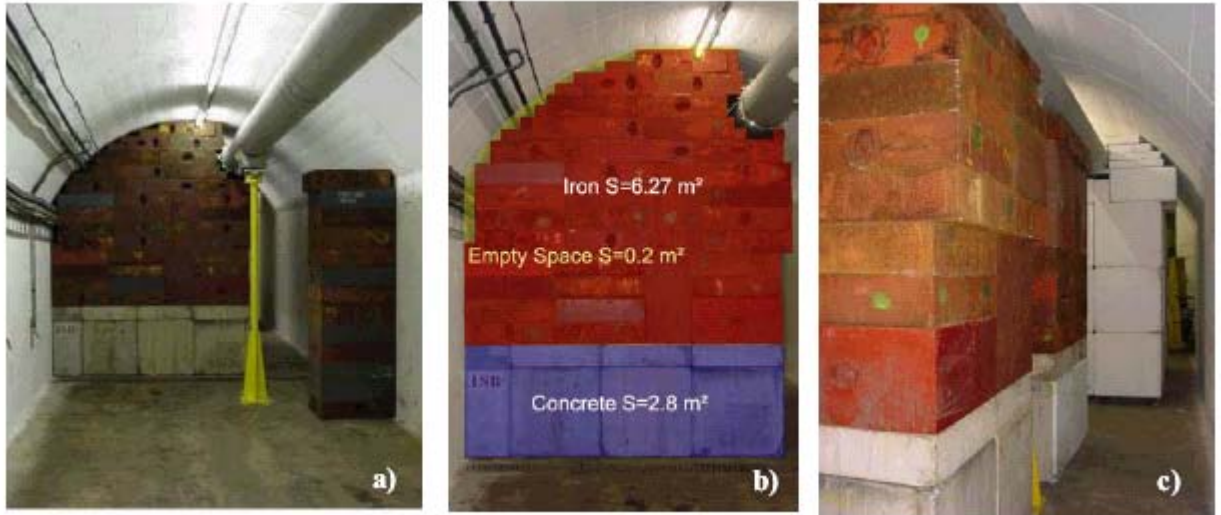 Iron S=6.27 m²
Empty Space S=0.2 m²
Concrete S=2.8 m²
a)
b)
c)